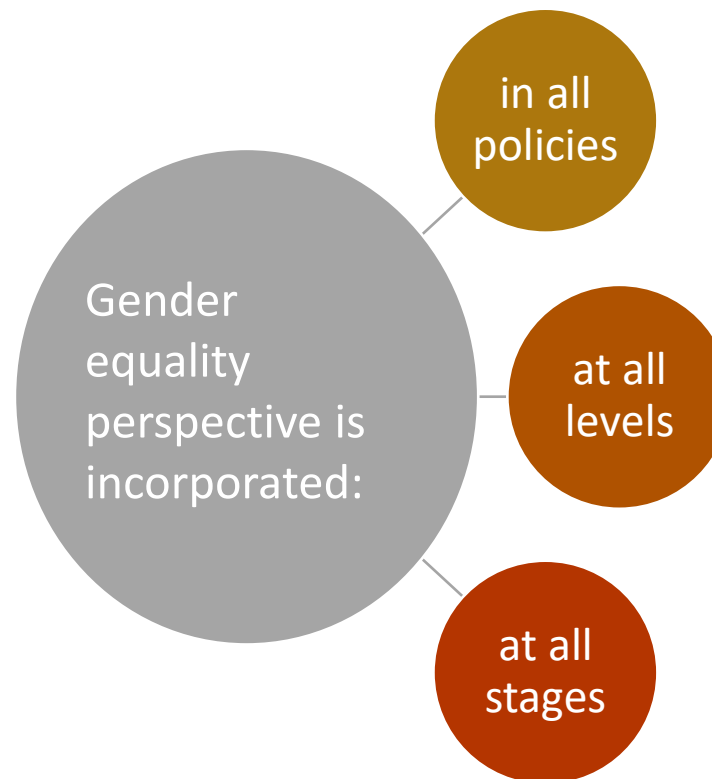 Gender
equality
perspective is
incorporated:
in all
policies
at all
levels
at all
stages